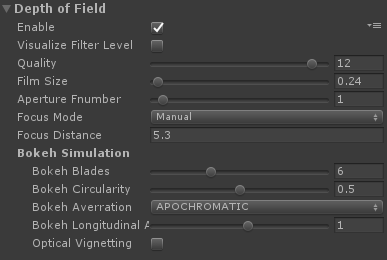 Depth of Field
Enable
Visualize Filter Level
Quality 12
Film Size 0.24
Aperture Fnumber 1
Focus Mode Manual
Focus Distance 5.3
Bokeh Simulation
Bokeh Blades 6
Bokeh Circularity 0.5
Bokeh Averration APOCHROMATIC
Bokeh Longitudinal A 1
Optical Vignetting